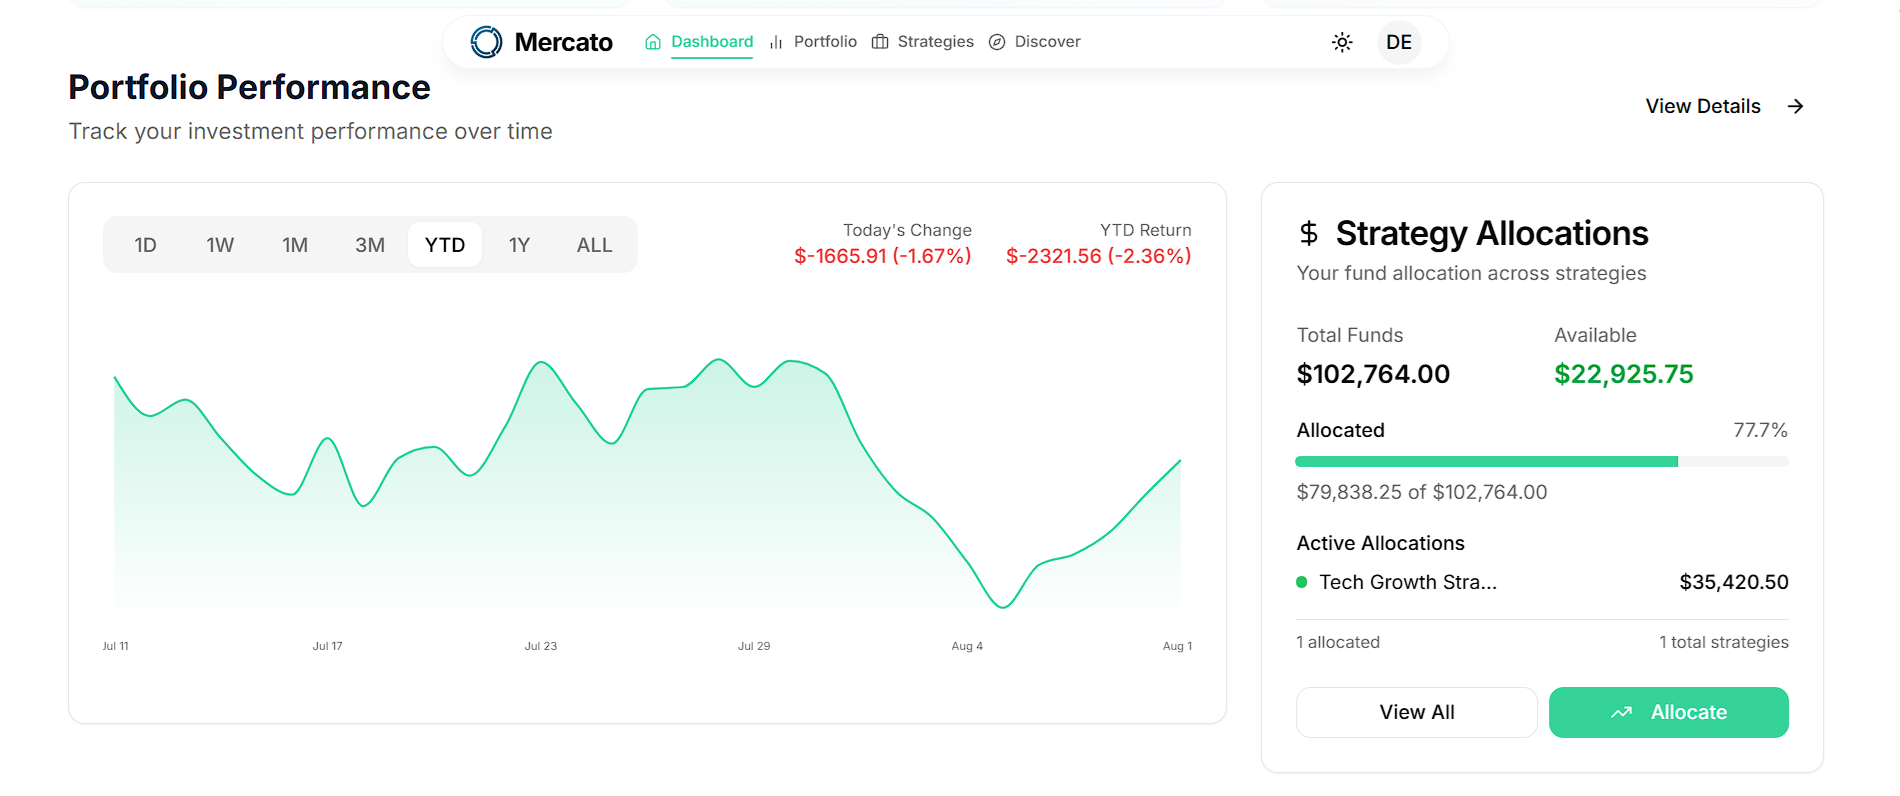 Mercato
Dashboard
Portfolio
Strategies
Discover
DE
Portfolio Performance
Track your investment performance over time
View Details
1D
1W
1M
3M
YTD
1Y
ALL
Today's Change
$-1665.91 (-1.67%)
YTD Return
$-2321.56 (-2.36%)
Jul 11
Jul 17
Jul 23
Jul 29
Aug 4
Aug 1
$ Strategy Allocations
Your fund allocation across strategies
Total Funds
$102,764.00
Available
$22,925.75
Allocated
77.7%
$79,838.25 of $102,764.00
Active Allocations
Tech Growth Stra...
$35,420.50
1 allocated
1 total strategies
View All
Allocate